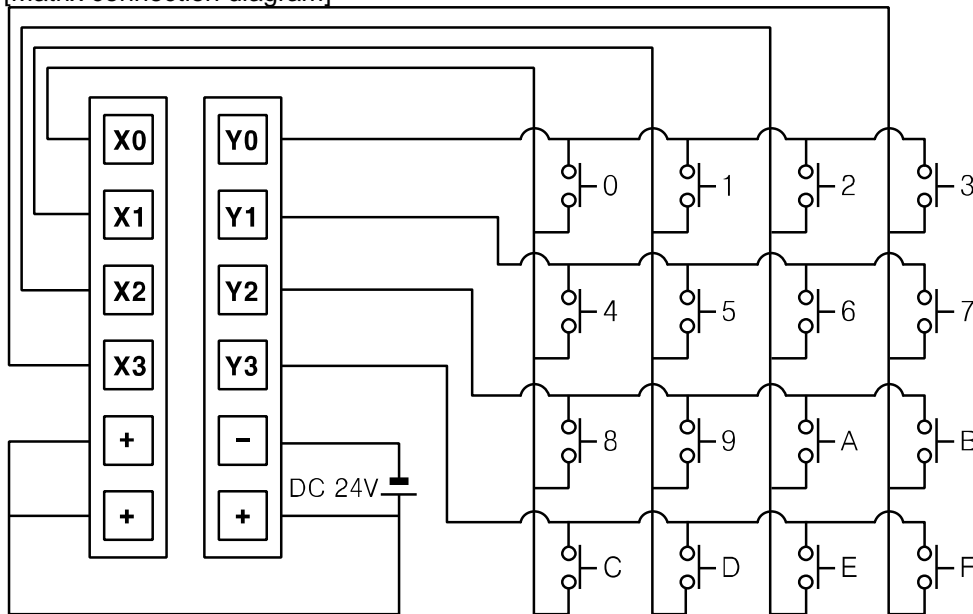 [Matrix connection diagram]
X0 Y0
0 1 2 3
X1 Y1
4 5 6 7
X2 Y2
X3 Y3
8 9 A B
+ -
DC 24V
+ +
C D E F